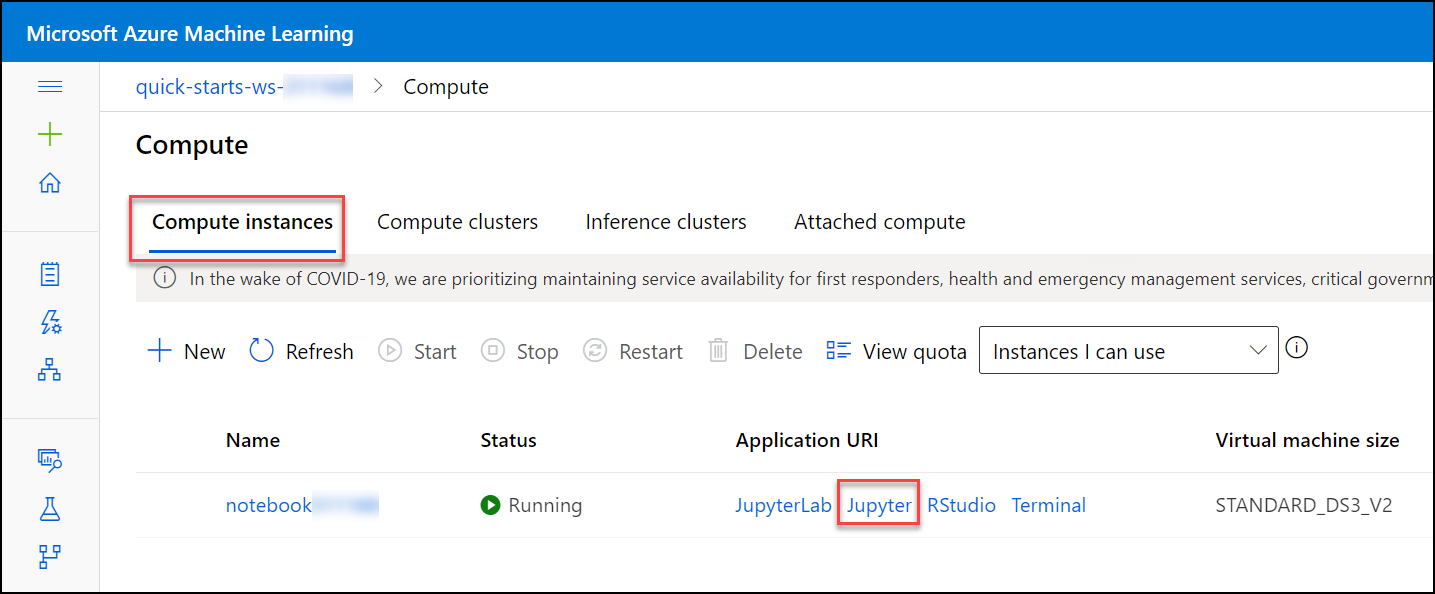 Microsoft Azure Machine Learning
quick-starts-ws- > Compute
Compute
Compute instances Compute clusters Inference clusters Attached compute
In the wake of COVID-19, we are prioritizing maintaining service availability for first responders, health and emergency management services, critical
New Refresh Start Stop Restart Delete View quota Instances I can use
Name Status Application URI Virtual machine size
notebook Running JupyterLab Jupyter RStudio Terminal STANDARD_DS3_V2